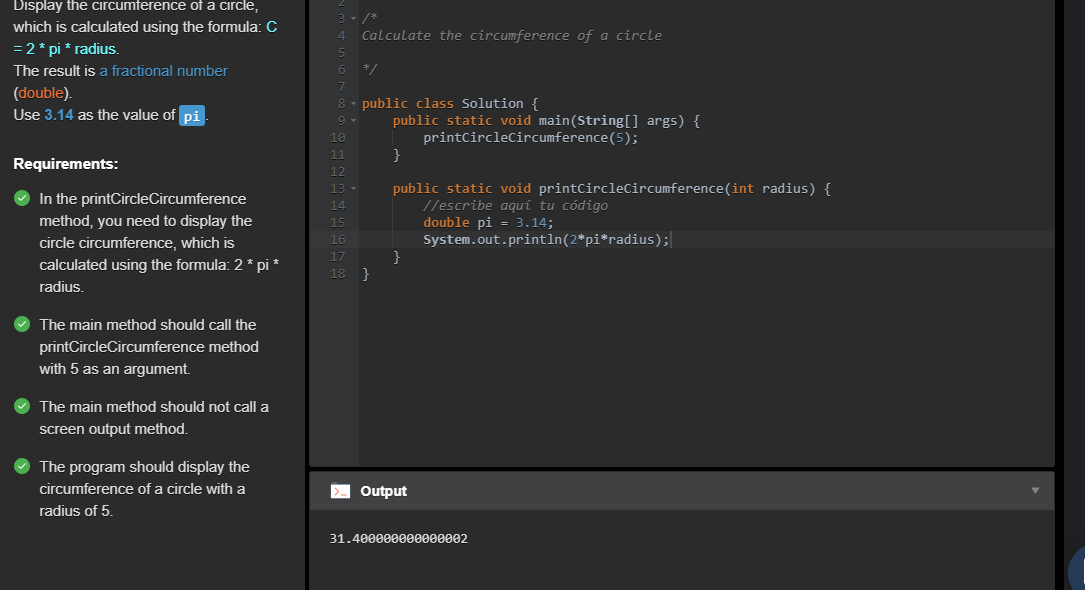 Display the circumference of a circle,
which is calculated using the formula: C
= 2 * pi * radius.
The result is a fractional number
(double).
Use 3.14 as the value of pi.
Requirements:
In the printCircleCircumference
method, you need to display the
circle circumference, which is
calculated using the formula: 2 * pi *
radius.
The main method should call the
printCircleCircumference method
with 5 as an argument.
The main method should not call a
screen output method.
The program should display the
circumference of a circle with a
radius of 5.
2
3 /*
4 Calculate the circumference of a circle
5
6 */
7
8 public class Solution {
9 public static void main(String[] args) {
10 printCircleCircumference(5);
11 }
12
13 public static void printCircleCircumference(int radius) {
14 //escribe aquí tu código
15 double pi = 3.14;
16 System.out.println(2*pi*radius);
17 }
18 }
>_ Output
31.400000000000002